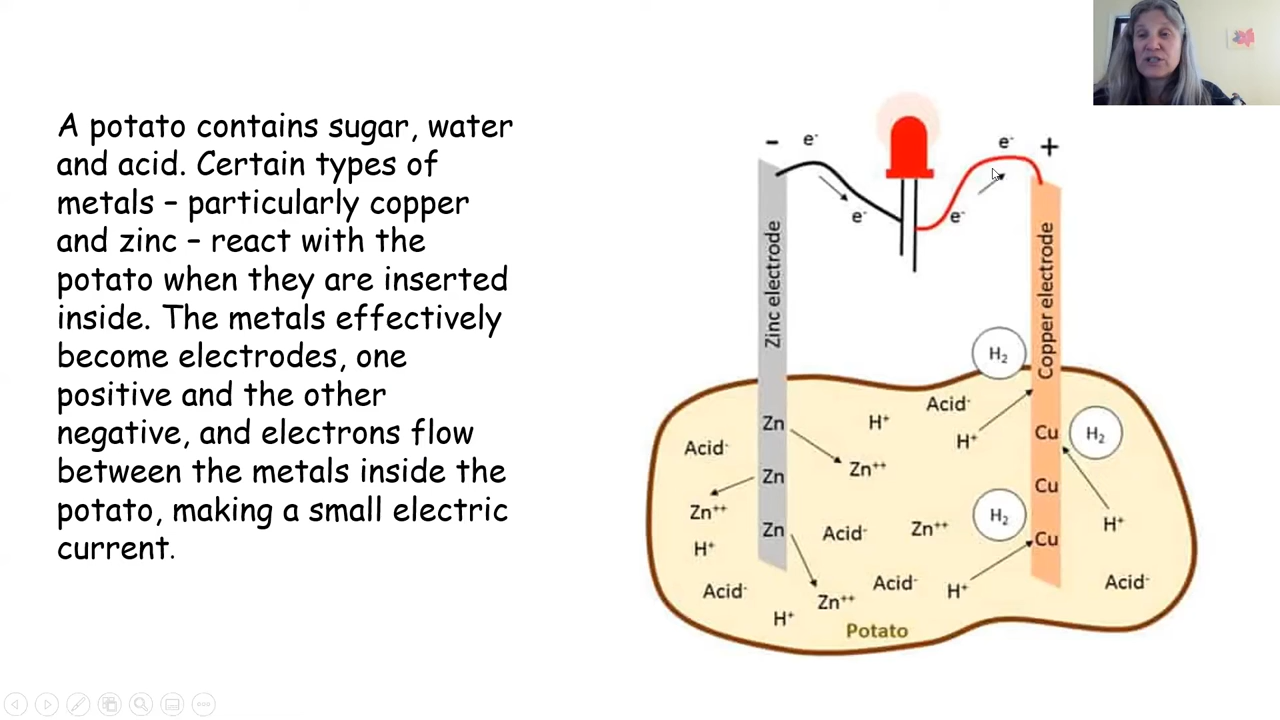 A potato contains sugar, water
and acid. Certain types of
metals – particularly copper
and zinc – react with the
potato when they are inserted
inside. The metals effectively
become electrodes, one
positive and the other
negative, and electrons flow
between the metals inside the
potato, making a small electric
current.
– e⁻ e⁻ +
e⁻ e⁻
Zinc electrode
Copper electrode
H₂
Acid⁻
Zn H⁺ H⁺ Cu H₂
Acid⁻ Zn⁺⁺
Zn Cu
Zn⁺⁺ H₂ H⁺
Zn Acid⁻ Zn⁺⁺ Cu
H⁺
Acid⁻ Zn⁺⁺ Acid⁻ H⁺ Acid⁻
H⁺
Potato